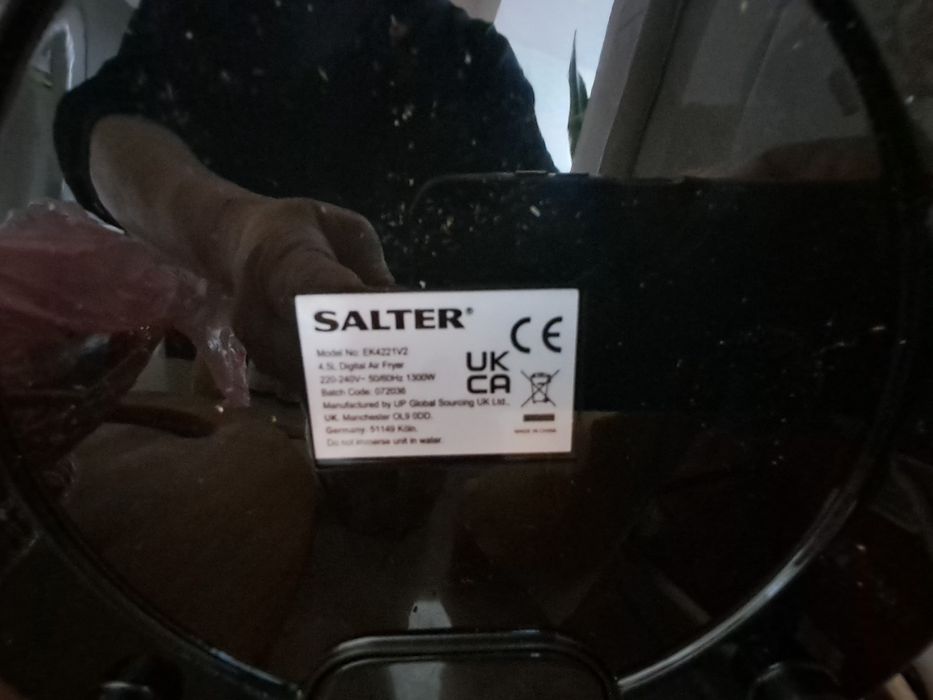 SALTER®
CE
Model No: EK4221V2
4.5L Digital Air Fryer
220-240V~ 50/60Hz 1300W
Batch Code: 072036
UK
CA
Manufactured by UP Global Sourcing UK Ltd.,
UK. Manchester OL9 0DD.
Germany. 51149 Köln.
Do not immerse unit in water.
MADE IN CHINA